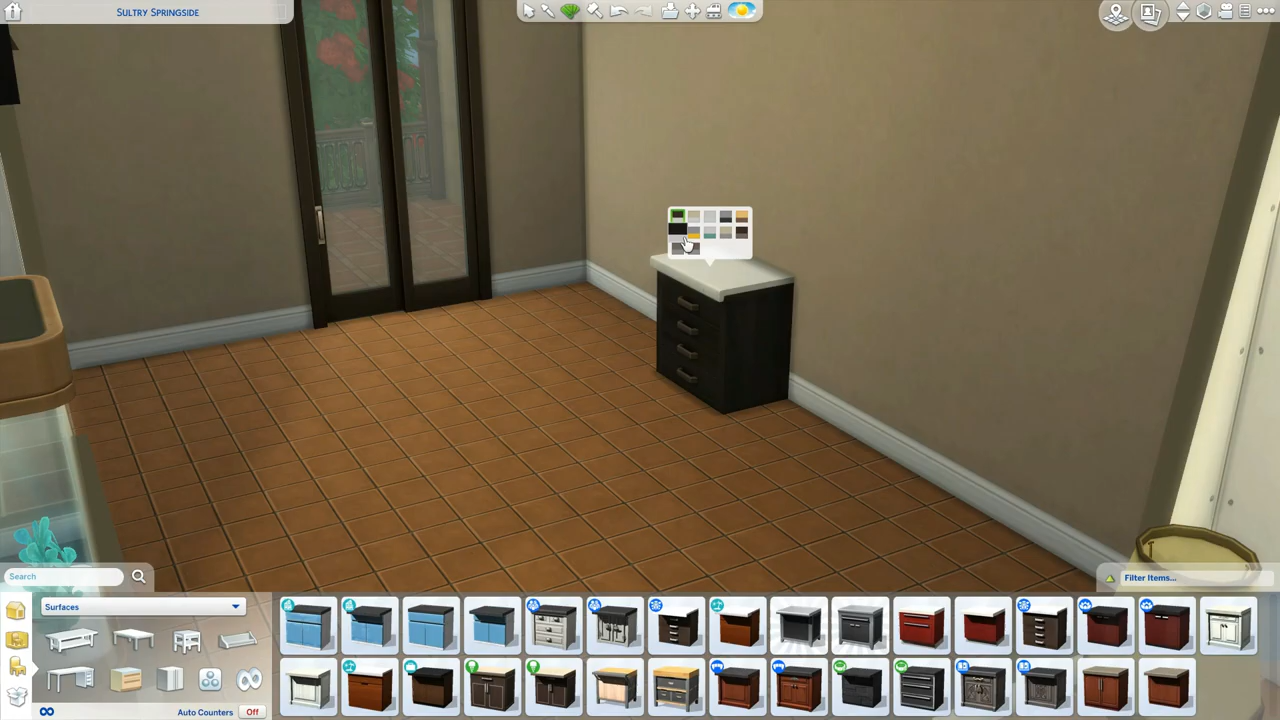 Sultry Springside
Search
Filter Items...
Surfaces
Auto Counters
Off